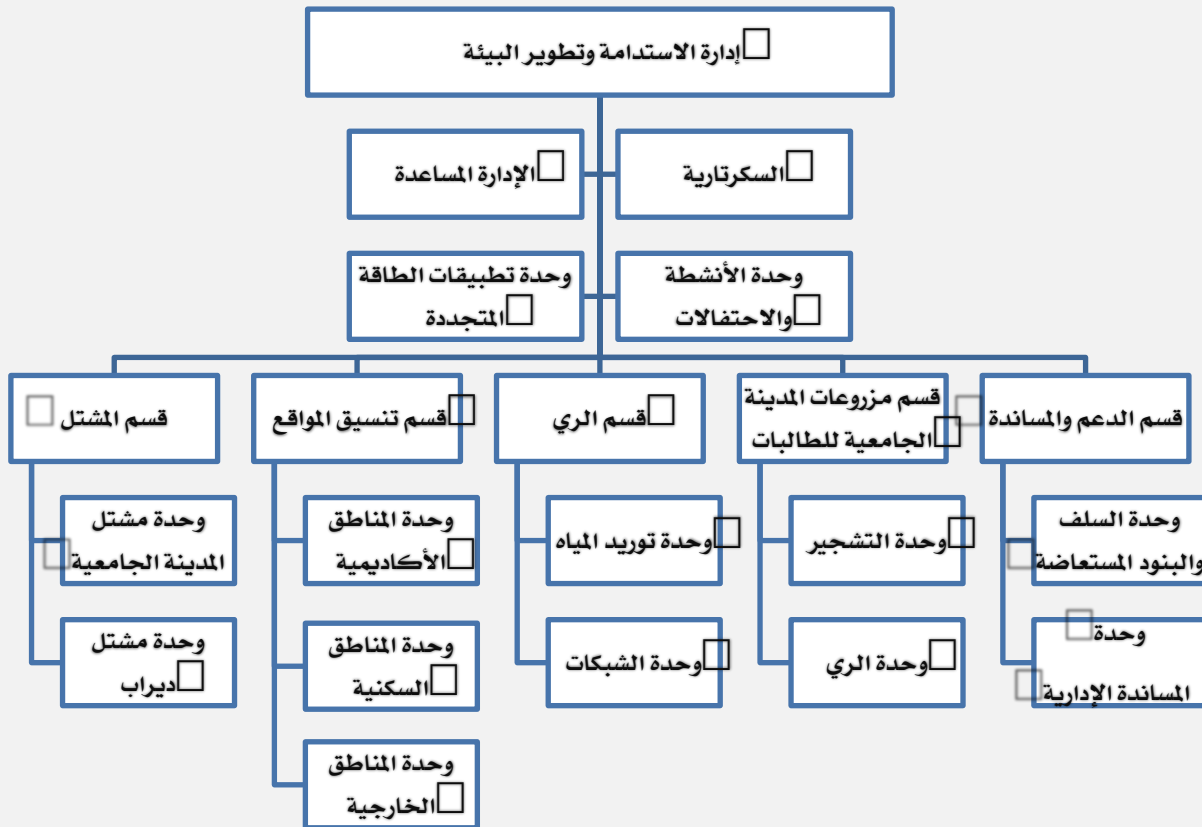 إدارة الاستدامة وتطوير البيئة
السكرتارية
الإدارة المساعدة
وحدة الأنشطة
والاحتفالات
وحدة تطبيقات الطاقة
المتجددة
قسم الدعم والمساندة
قسم مزروعات المدينة
الجامعية للطالبات
قسم الري
قسم تنسيق المواقع
قسم المشتل
وحدة السلف
والبنود المستعاضة
وحدة التشجير
وحدة توريد المياه
وحدة المناطق
الأكاديمية
وحدة مشتل
المدينة الجامعية
وحدة
المساندة الإدارية
وحدة الري
وحدة الشبكات
وحدة المناطق
السكنية
وحدة مشتل
ديراب
وحدة المناطق
الخارجية